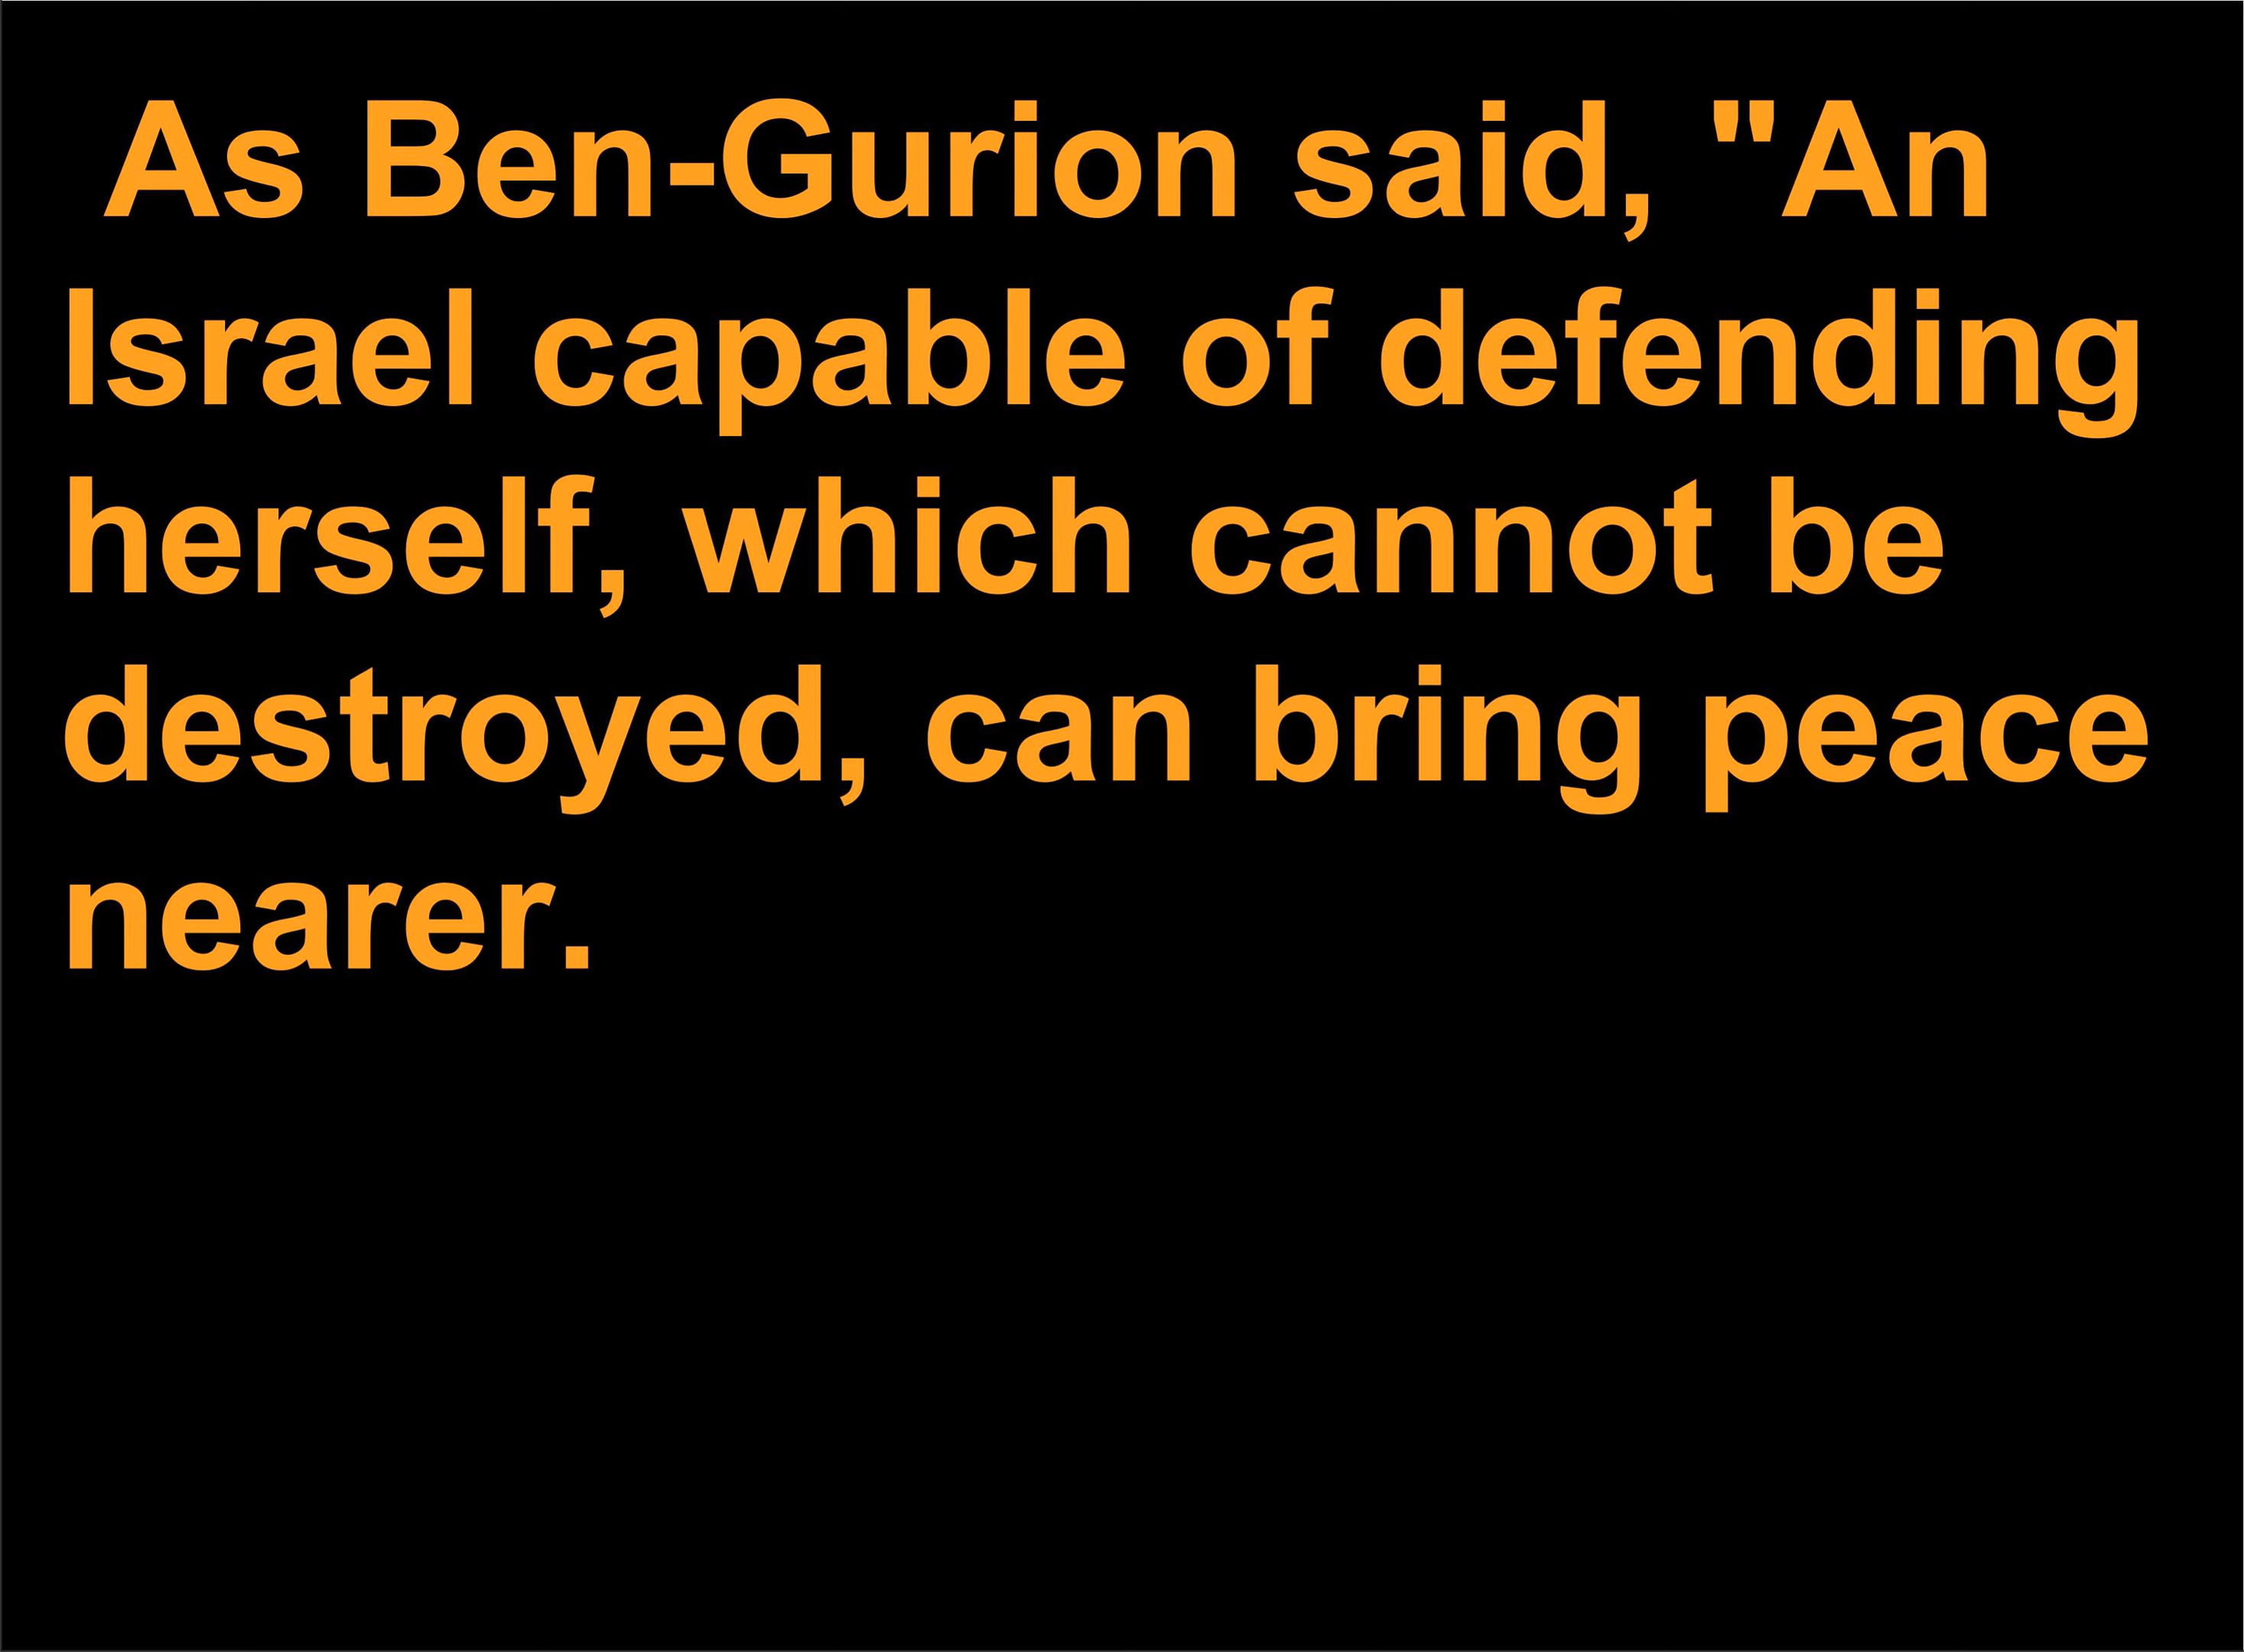 As Ben-Gurion said, "An
Israel capable of defending
herself, which cannot be
destroyed, can bring peace
nearer.